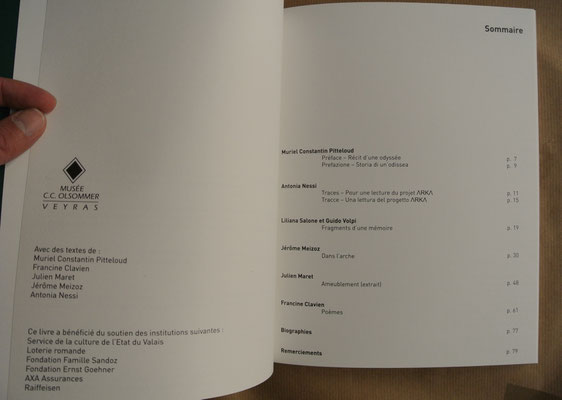 MUSÉE
C.C. OLSOMMER
VEYRAS
Avec des textes de :
Muriel Constantin Pitteloud
Francine Clavien
Julien Maret
Jérôme Meizoz
Antonia Nessi
Ce livre a bénéficié du soutien des institutions suivantes :
Service de la culture de l'Etat du Valais
Loterie romande
Fondation Famille Sandoz
Fondation Ernst Goehner
AXA Assurances
Raiffeisen
Sommaire
Muriel Constantin Pitteloud
Préface – Récit d'une odyssée p. 7
Prefazione – Storia di un odissea p. 9
Antonia Nessi
Traces – Pour une lecture du projet ΛRKΛ p. 11
Tracce – Una lettura del progetto ΛRKΛ p. 15
Liliana Salone et Guido Volpi
Fragments d'une mémoire p. 19
Jérôme Meizoz
Dans l'arche p. 30
Julien Maret
Ameublement (extrait) p. 48
Francine Clavien
Poèmes p. 61
Biographies p. 77
Remerciements p. 79